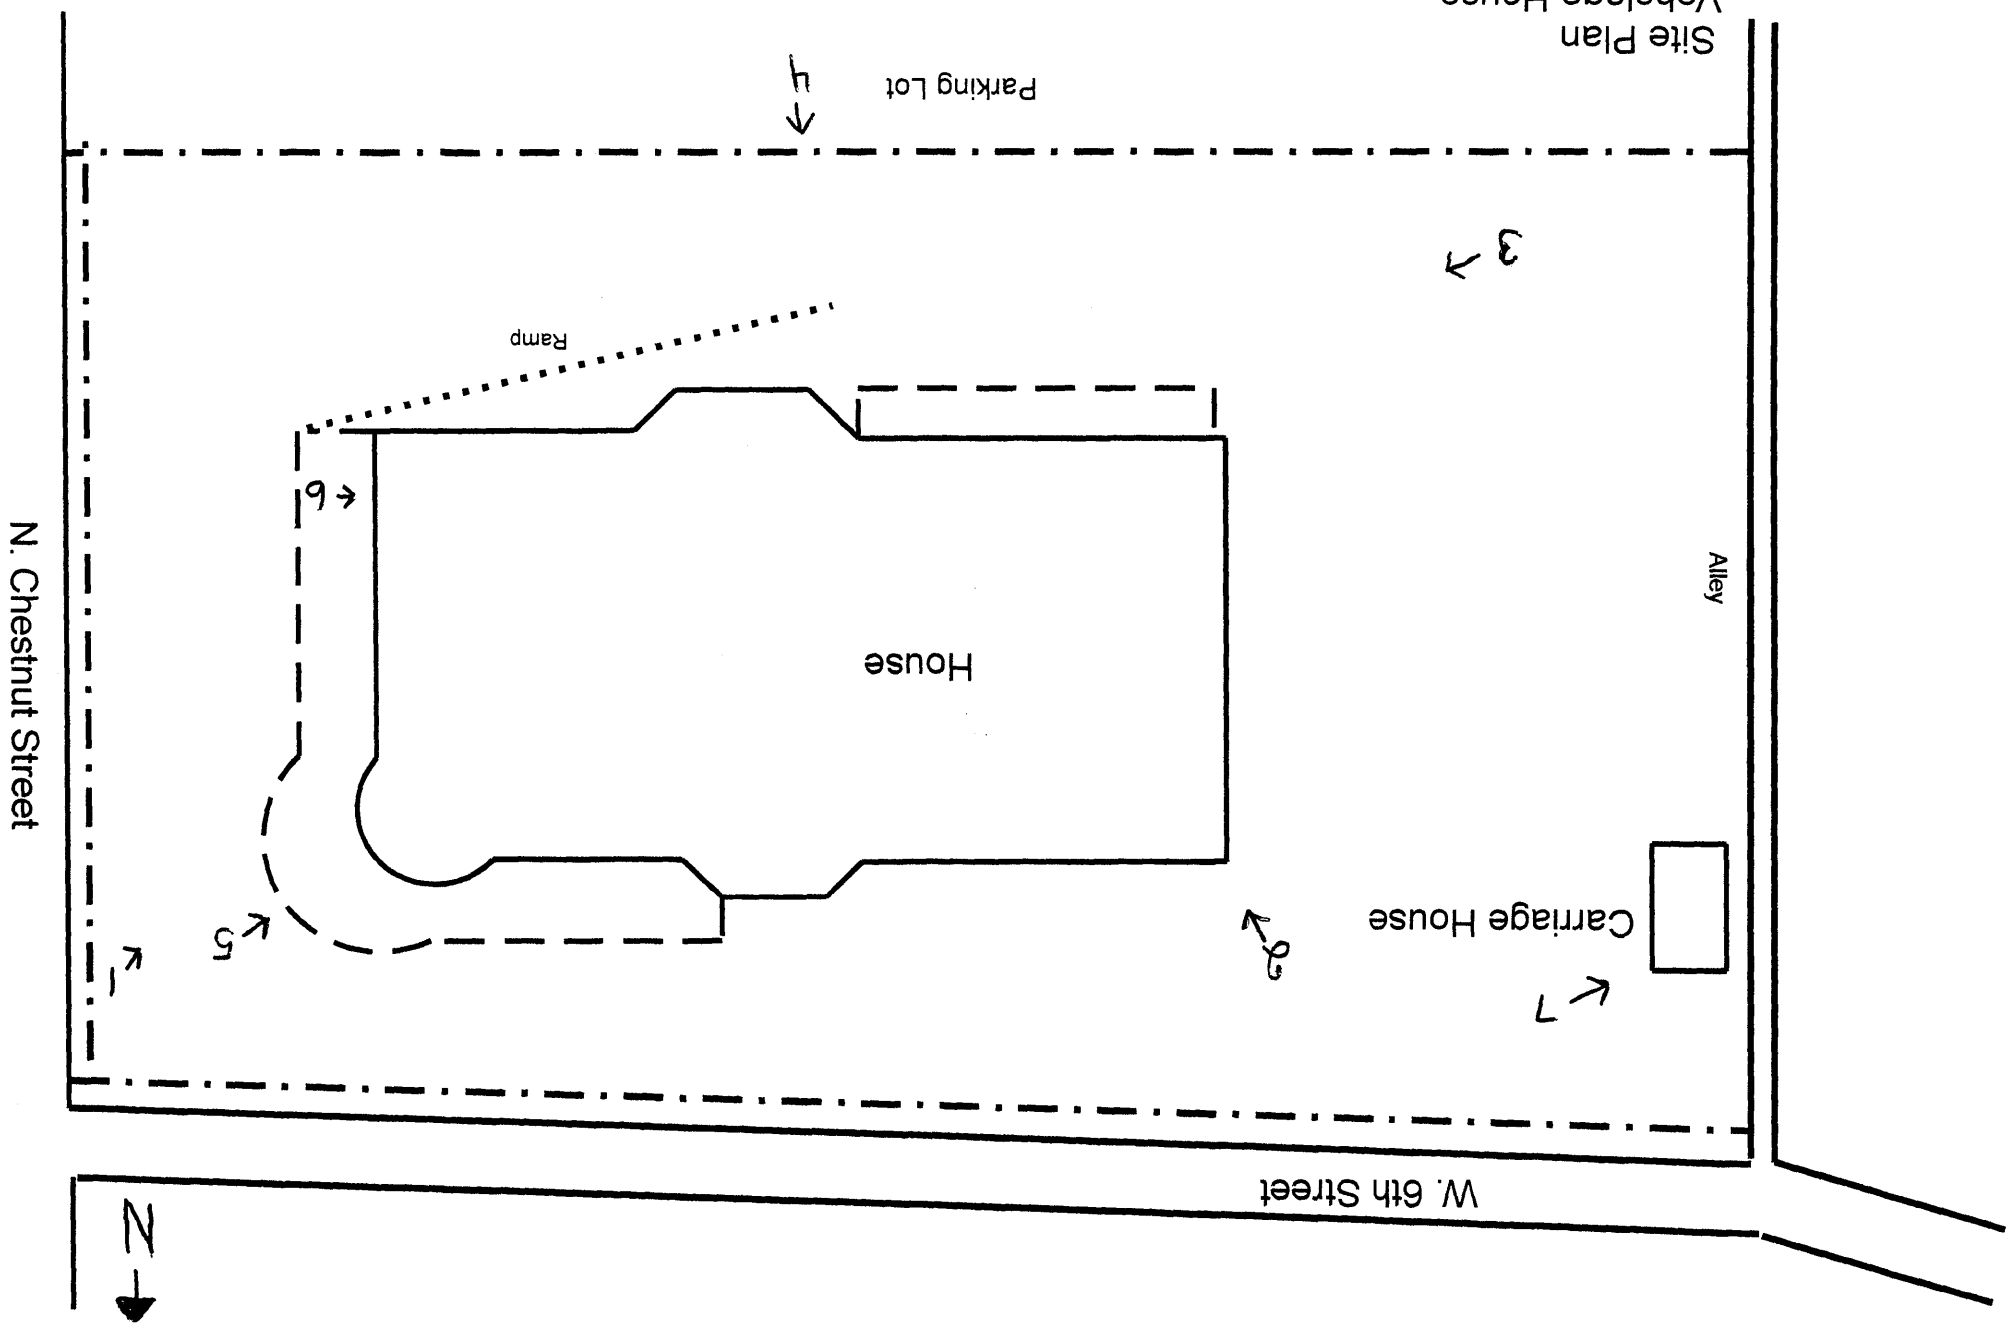 N
W. 6th Street
7
1
2
5
Carriage House
N. Chestnut Street
House
Alley
6
Ramp
3
Parking Lot
4
Site Plan
Vehslage House